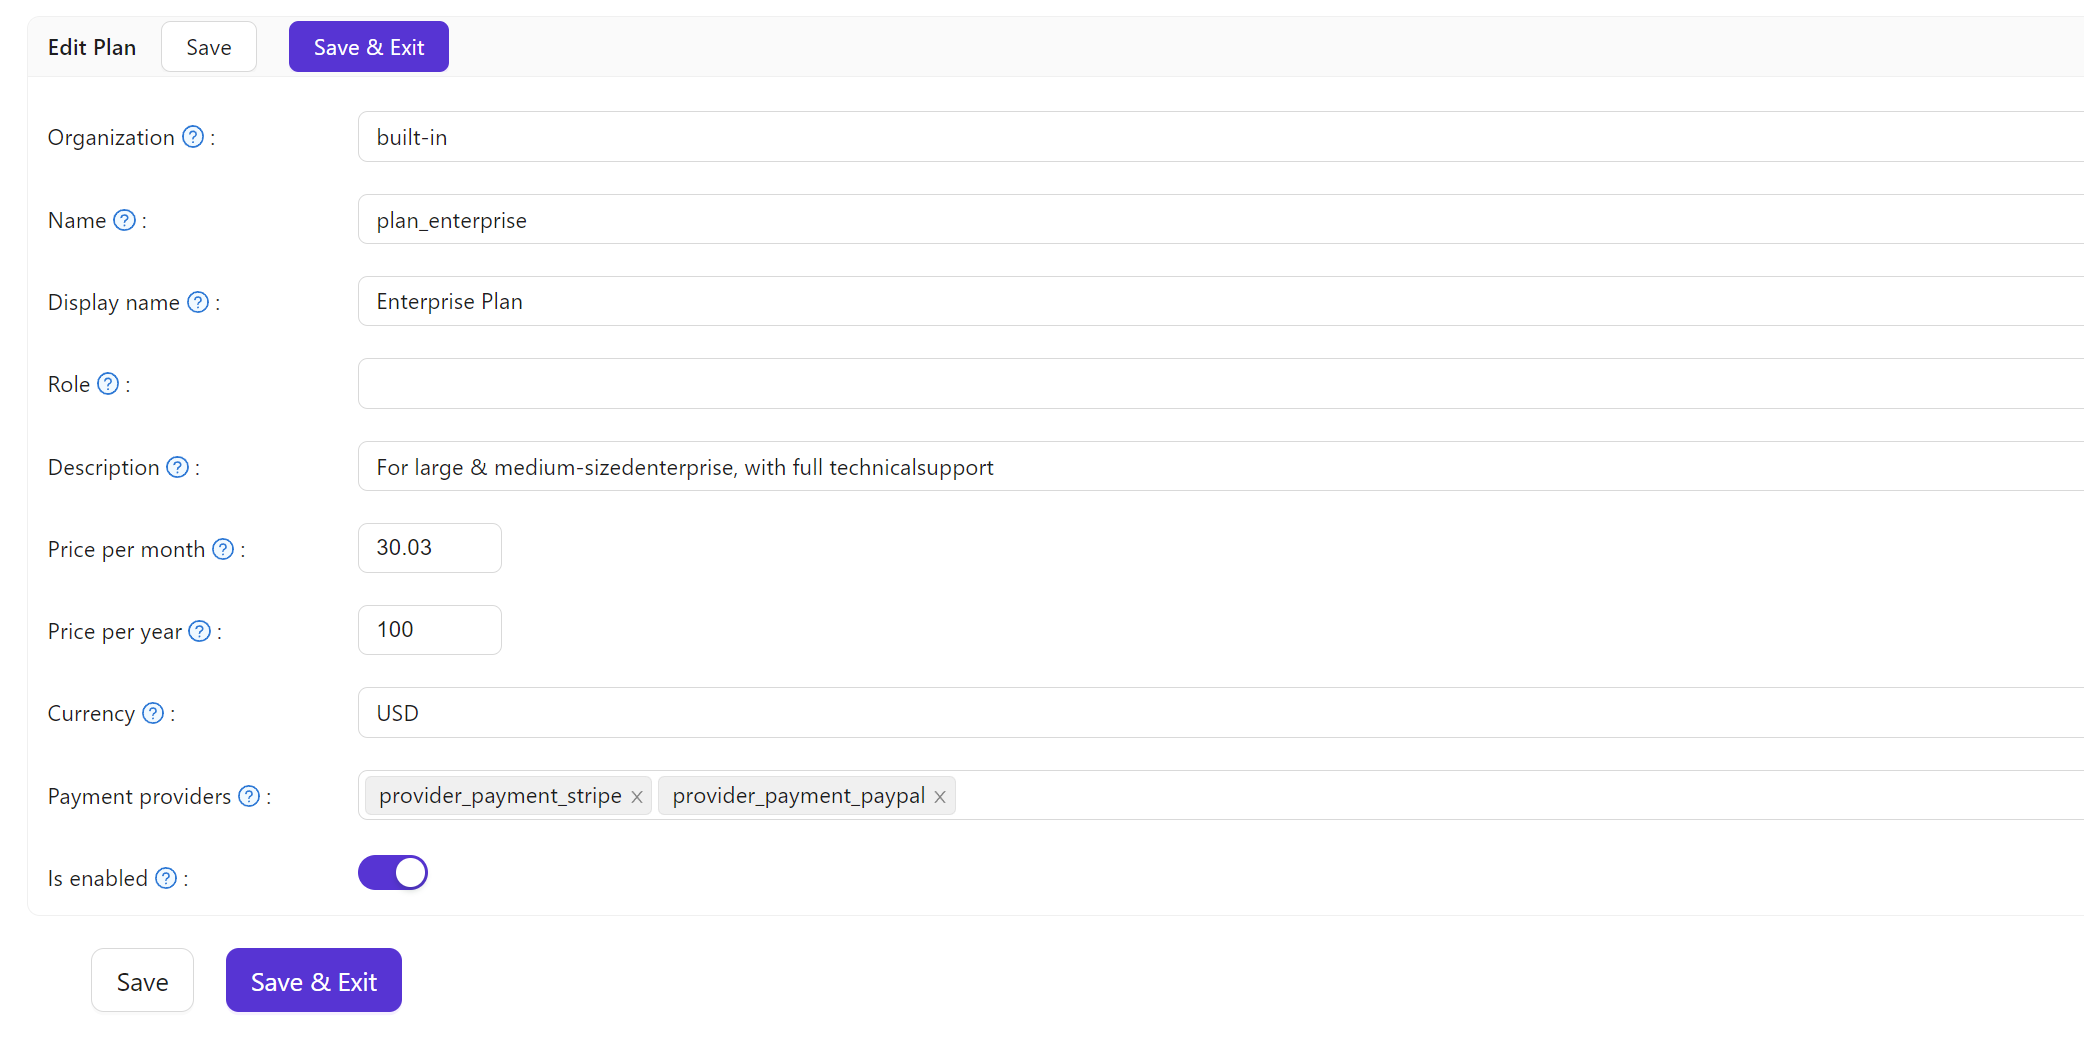 Edit Plan Save Save & Exit
Organization ? : built-in
Name ? : plan_enterprise
Display name ? : Enterprise Plan
Role ? :
Description ? : For large & medium-sizedenterprise, with full technicalsupport
Price per month ? : 30.03
Price per year ? : 100
Currency ? : USD
Payment providers ? : provider_payment_stripe × provider_payment_paypal ×
Is enabled ? :
Save Save & Exit